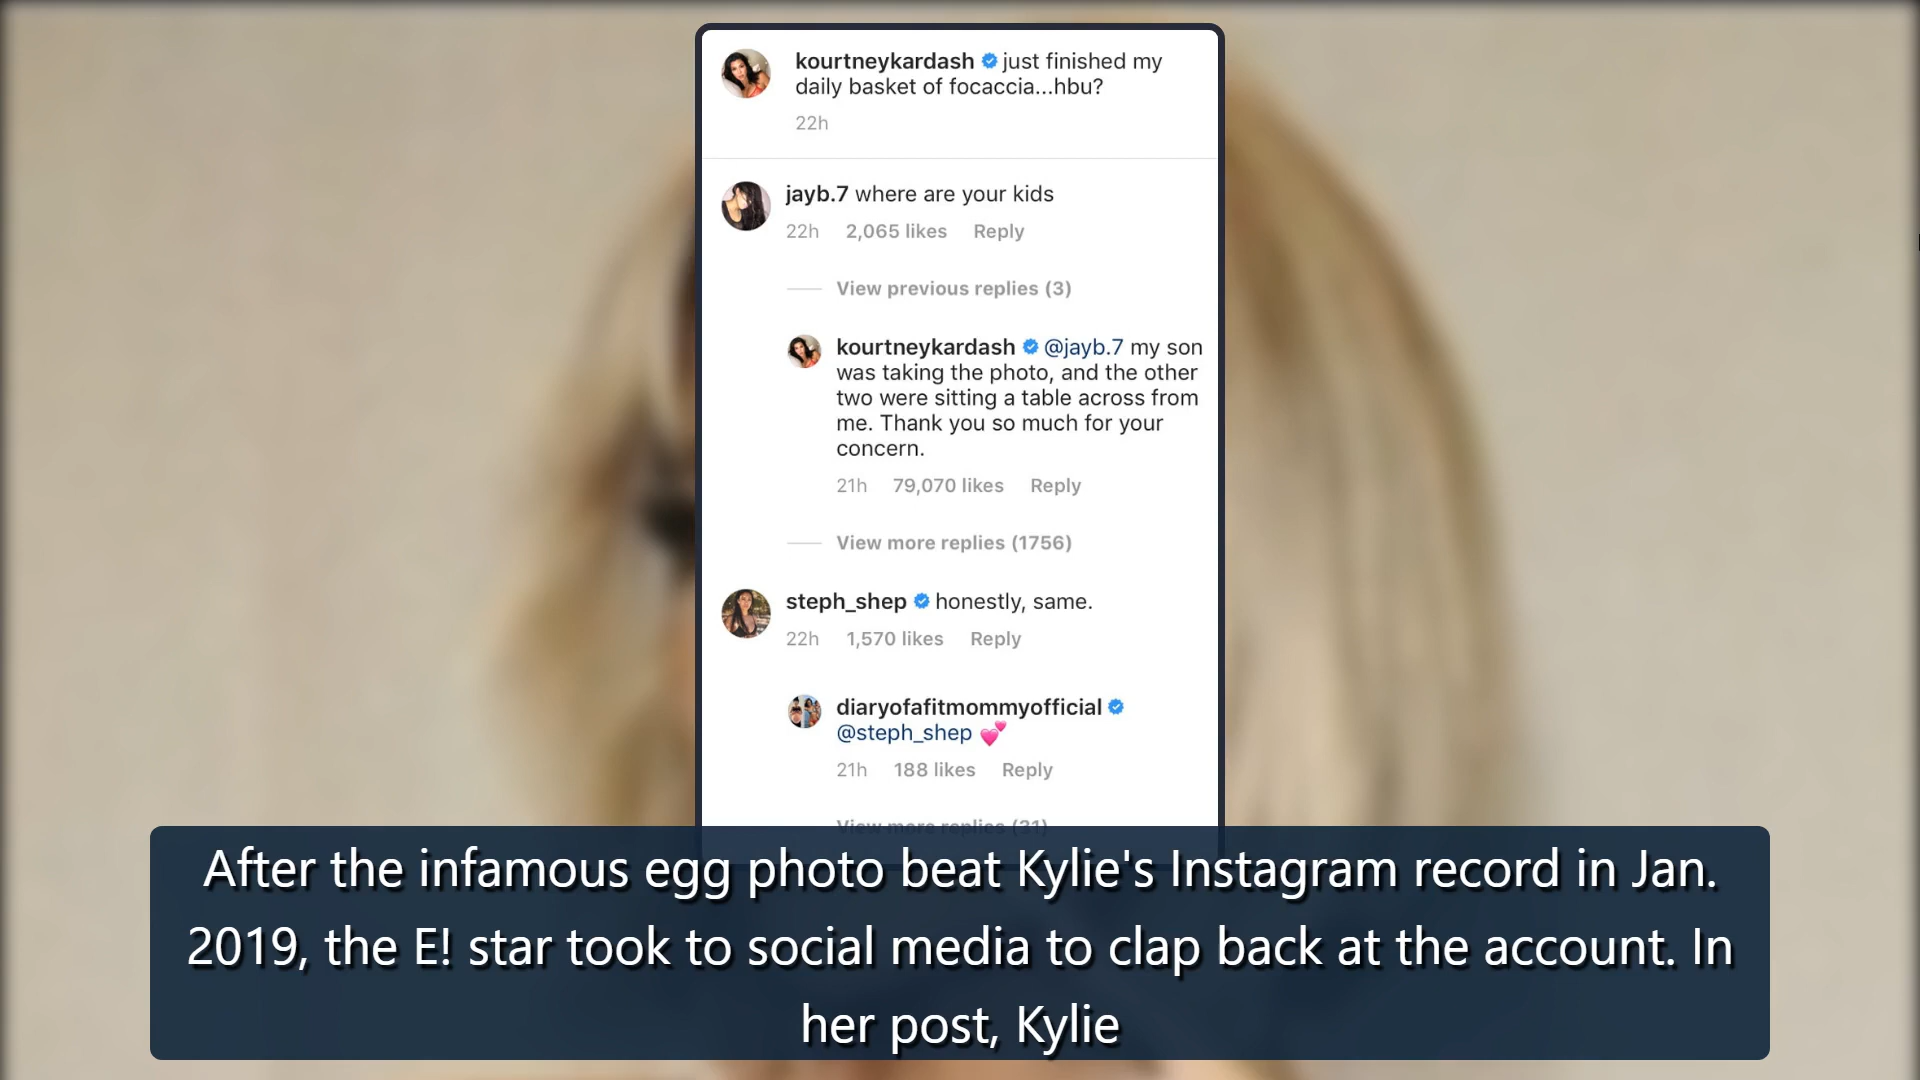 kourtneykardash just finished my
daily basket of focaccia...hbu?
22h
jayb.7 where are your kids
22h 2,065 likes Reply
View previous replies (3)
kourtneykardash @jayb.7 my son
was taking the photo, and the other
two were sitting a table across from
me. Thank you so much for your
concern.
21h 79,070 likes Reply
View more replies (1756)
steph_shep honestly, same.
22h 1,570 likes Reply
diaryofafitmommyofficial
@steph_shep 💕
21h 188 likes Reply
View more replies (31)
After the infamous egg photo beat Kylie's Instagram record in Jan.
2019, the E! star took to social media to clap back at the account. In
her post, Kylie